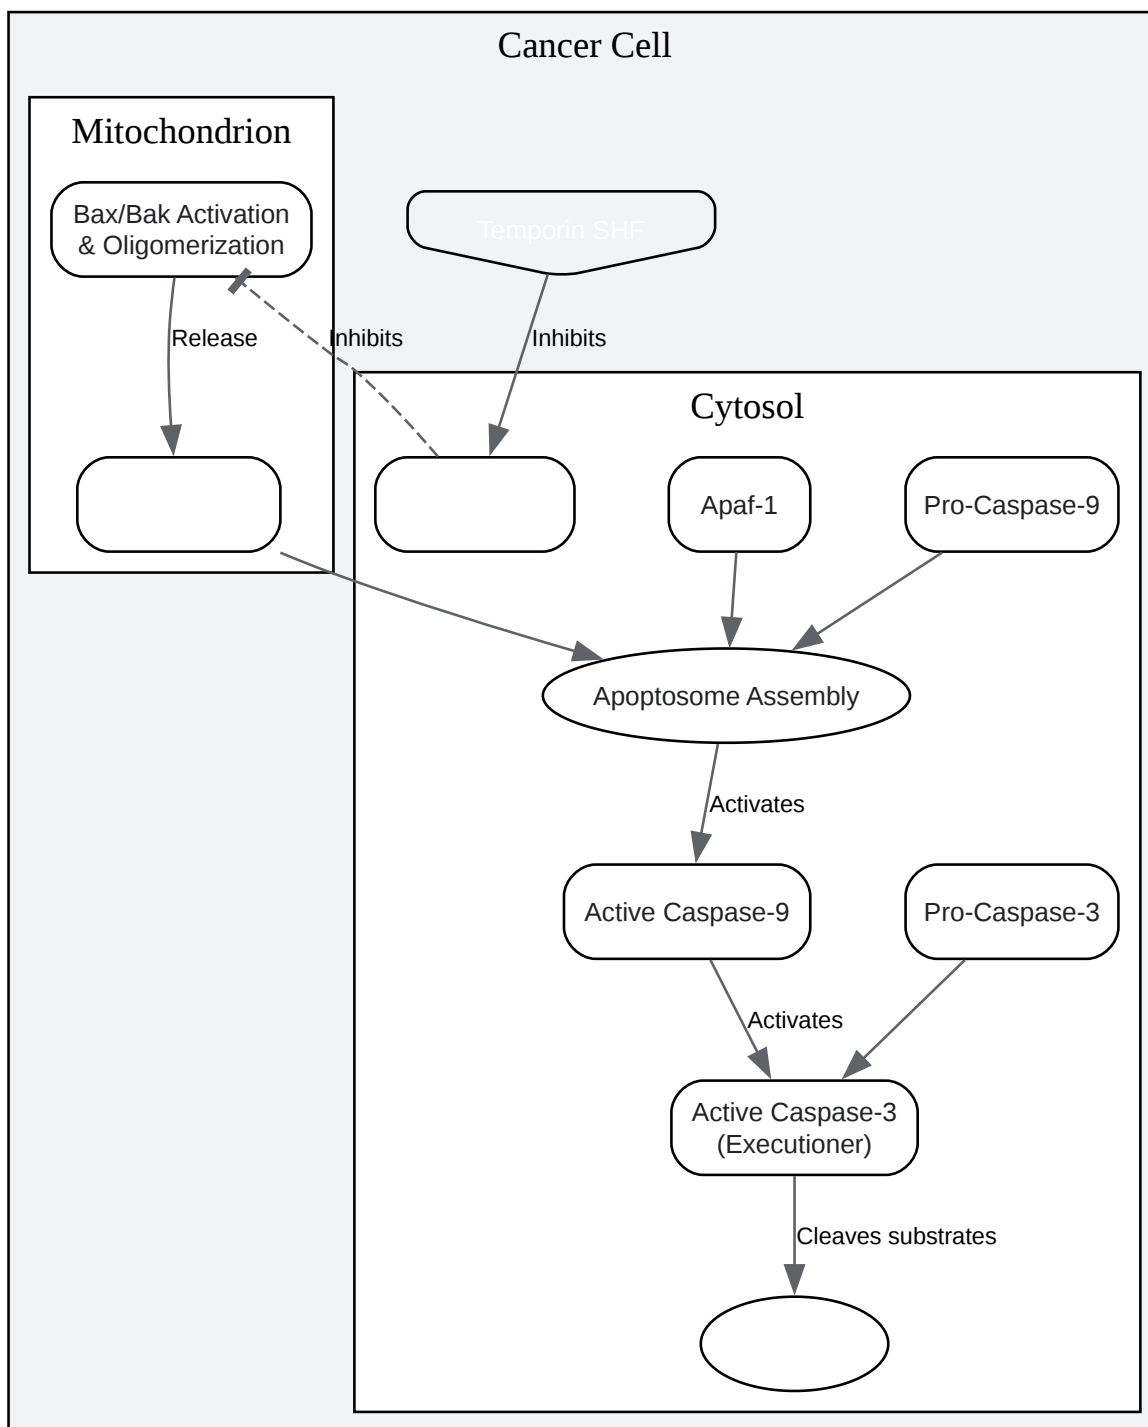 Cancer Cell
Mitochondrion
Bax/Bak Activation
& Oligomerization
Temporin SHF
Release
Inhibits
Inhibits
Cytosol
Apaf-1
Pro-Caspase-9
Apoptosome Assembly
Activates
Active Caspase-9
Pro-Caspase-3
Activates
Active Caspase-3
(Executioner)
Cleaves substrates